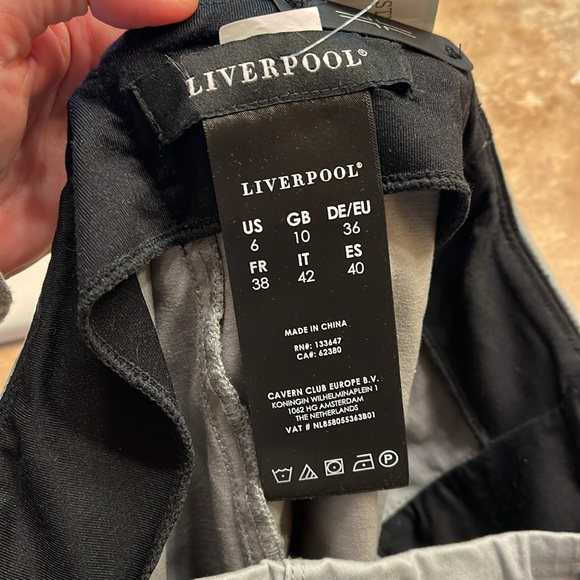 LIVERPOOL®
LIVERPOOL®
US GB DE/EU
6 10 36
FR IT ES
38 42 40
MADE IN CHINA
RN#: 133647
CA#: 62380
CAVERN CLUB EUROPE B.V.
KONINGIN WILHELMINAPLEIN 1
1062 HG AMSTERDAM
THE NETHERLANDS
VAT # NL858055363B01
P